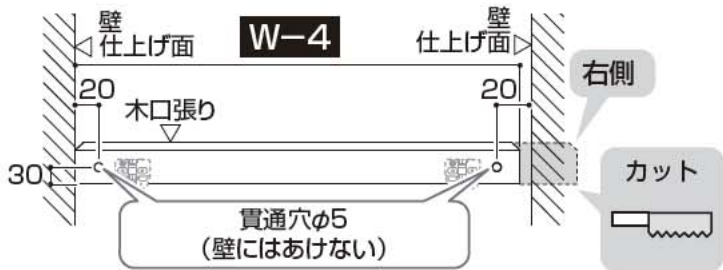 壁
仕上げ面
W−4
壁
仕上げ面
右側
20
木口張り
20
30
カット
貫通穴φ5
(壁にはあけない)